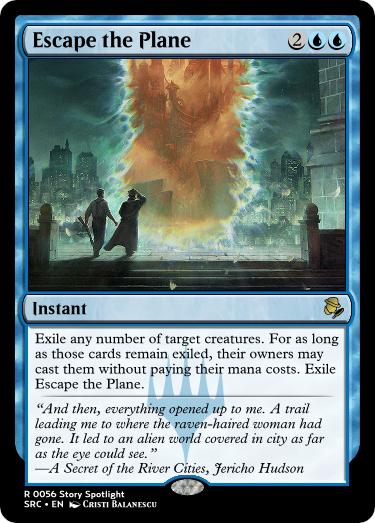 Escape the Plane 2
Instant
Exile any number of target creatures. For as long
as those cards remain exiled, their owners may
cast them without paying their mana costs. Exile
Escape the Plane.
“And then, everything opened up to me. A trail
leading me to where the raven-haired woman had
gone. It led to an alien world covered in city as far
as the eye could see.”
—A Secret of the River Cities, Jericho Hudson
R 0056 Story Spotlight
SRC • EN Cristi Balanescu